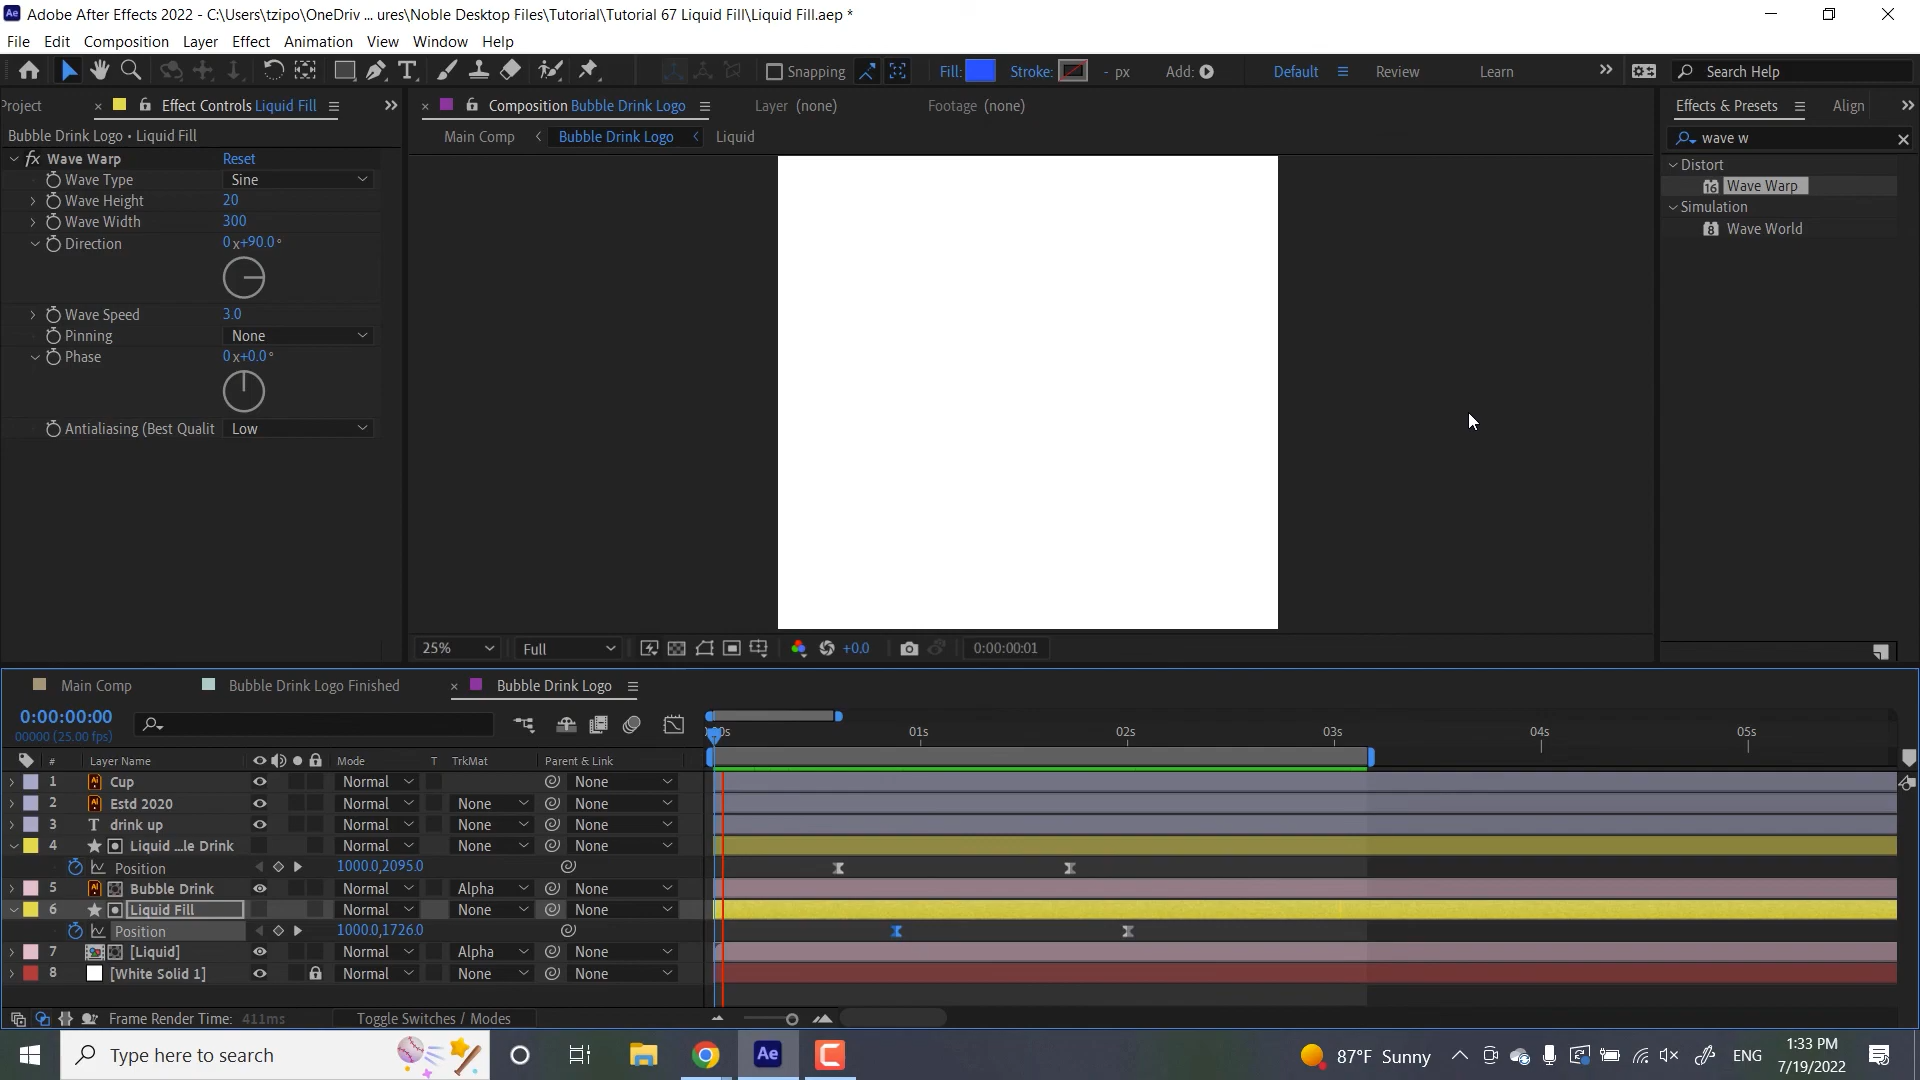 Adobe After Effects 2022 - C:\Users\tzipo\OneDriv ... ures\Noble Desktop Files\Tutorial\Tutorial 67 Liquid Fill\Liquid Fill.aep *
File Edit Composition Layer Effect Animation View Window Help
Snapping Fill: Stroke: - px Add: Default Review Learn Search Help
Project Effect Controls Liquid Fill Composition Bubble Drink Logo Layer (none) Footage (none) Effects & Presets Align
Bubble Drink Logo • Liquid Fill Main Comp Bubble Drink Logo Liquid wave w
fx Wave Warp Reset Distort
Wave Type Sine 16 Wave Warp
Wave Height 20 Simulation
Wave Width 300 8 Wave World
Direction 0x+90.0°
Wave Speed 3.0
Pinning None
Phase 0x+0.0°
Antialiasing (Best Qualit Low
25% Full +0.0 0:00:00:01
Main Comp Bubble Drink Logo Finished Bubble Drink Logo
0:00:00:00
00000 (25.00 fps)
01s 02s 03s 04s 05s
# Layer Name Mode T TrkMat Parent & Link
1 Ai Cup Normal None
2 Ai Estd 2020 Normal None None
3 T drink up Normal None None
4 Liquid ...le Drink Normal None None
Position 1000.0,2095.0
5 Ai Bubble Drink Normal Alpha None
6 Liquid Fill Normal None None
Position 1000.0,1726.0
7 [Liquid] Normal Alpha None
8 [White Solid 1] Normal None None
Frame Render Time: 411ms Toggle Switches / Modes
Type here to search Ae 87°F Sunny ENG 1:33 PM
7/19/2022